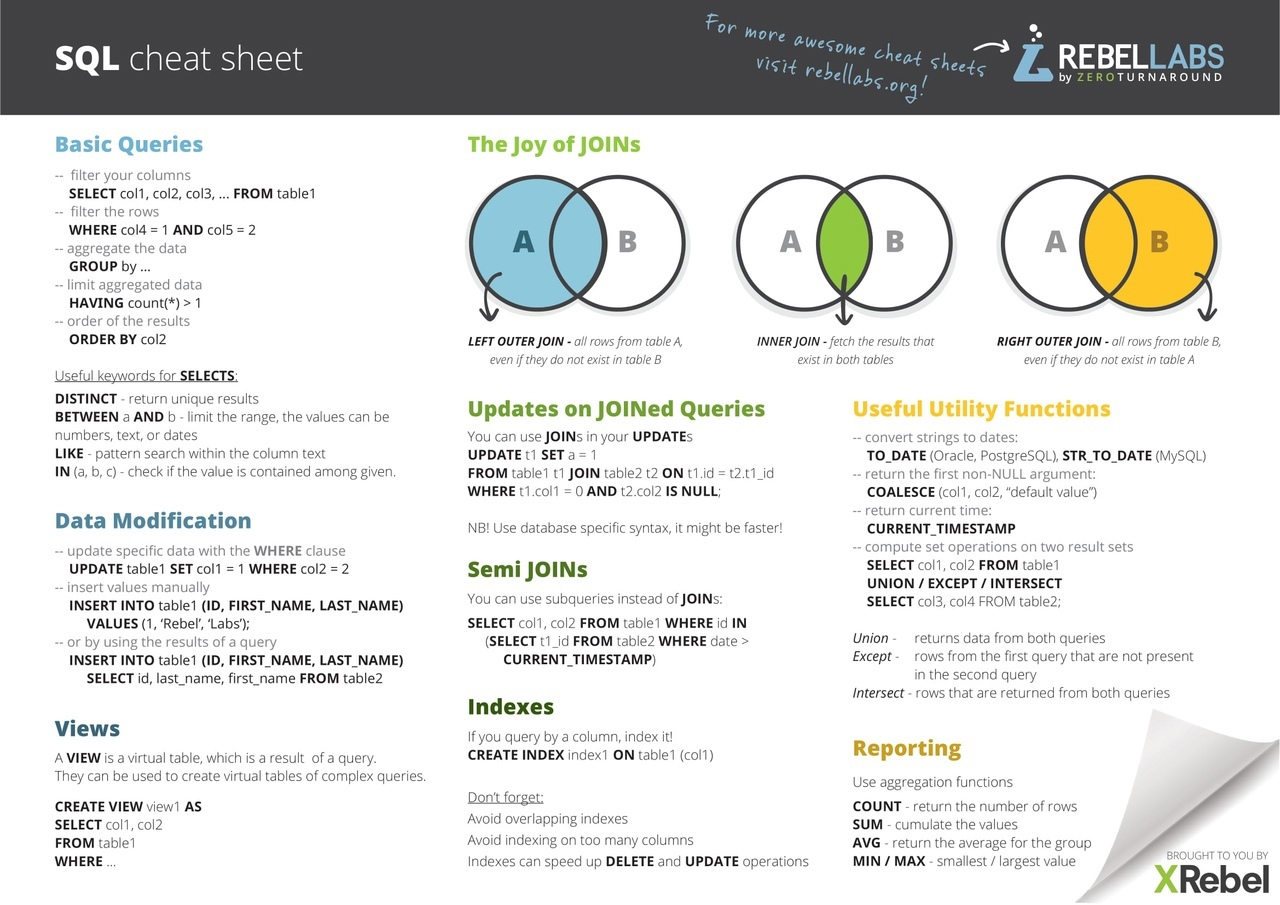 SQL cheat sheet
For more awesome cheat sheets
visit rebellabs.org!
REBELLABS
by ZEROTURNAROUND
Basic Queries
-- filter your columns
SELECT col1, col2, col3, ... FROM table1
-- filter the rows
WHERE col4 = 1 AND col5 = 2
-- aggregate the data
GROUP by ...
-- limit aggregated data
HAVING count(*) > 1
-- order of the results
ORDER BY col2
Useful keywords for SELECTS:
DISTINCT - return unique results
BETWEEN a AND b - limit the range, the values can be
numbers, text, or dates
LIKE - pattern search within the column text
IN (a, b, c) - check if the value is contained among given.
Data Modification
-- update specific data with the WHERE clause
UPDATE table1 SET col1 = 1 WHERE col2 = 2
-- insert values manually
INSERT INTO table1 (ID, FIRST_NAME, LAST_NAME)
VALUES (1, ‘Rebel’, ‘Labs’);
-- or by using the results of a query
INSERT INTO table1 (ID, FIRST_NAME, LAST_NAME)
SELECT id, last_name, first_name FROM table2
Views
A VIEW is a virtual table, which is a result of a query.
They can be used to create virtual tables of complex queries.
CREATE VIEW view1 AS
SELECT col1, col2
FROM table1
WHERE ...
The Joy of JOINs
A B
A B
A B
LEFT OUTER JOIN - all rows from table A,
even if they do not exist in table B
INNER JOIN - fetch the results that
exist in both tables
RIGHT OUTER JOIN - all rows from table B,
even if they do not exist in table A
Updates on JOINed Queries
You can use JOINs in your UPDATEs
UPDATE t1 SET a = 1
FROM table1 t1 JOIN table2 t2 ON t1.id = t2.t1_id
WHERE t1.col1 = 0 AND t2.col2 IS NULL;
NB! Use database specific syntax, it might be faster!
Semi JOINs
You can use subqueries instead of JOINs:
SELECT col1, col2 FROM table1 WHERE id IN
(SELECT t1_id FROM table2 WHERE date >
CURRENT_TIMESTAMP)
Indexes
If you query by a column, index it!
CREATE INDEX index1 ON table1 (col1)
Don’t forget:
Avoid overlapping indexes
Avoid indexing on too many columns
Indexes can speed up DELETE and UPDATE operations
Useful Utility Functions
-- convert strings to dates:
TO_DATE (Oracle, PostgreSQL), STR_TO_DATE (MySQL)
-- return the first non-NULL argument:
COALESCE (col1, col2, “default value”)
-- return current time:
CURRENT_TIMESTAMP
-- compute set operations on two result sets
SELECT col1, col2 FROM table1
UNION / EXCEPT / INTERSECT
SELECT col3, col4 FROM table2;
Union - returns data from both queries
Except - rows from the first query that are not present
in the second query
Intersect - rows that are returned from both queries
Reporting
Use aggregation functions
COUNT - return the number of rows
SUM - cumulate the values
AVG - return the average for the group
MIN / MAX - smallest / largest value
BROUGHT TO YOU BY
XRebel